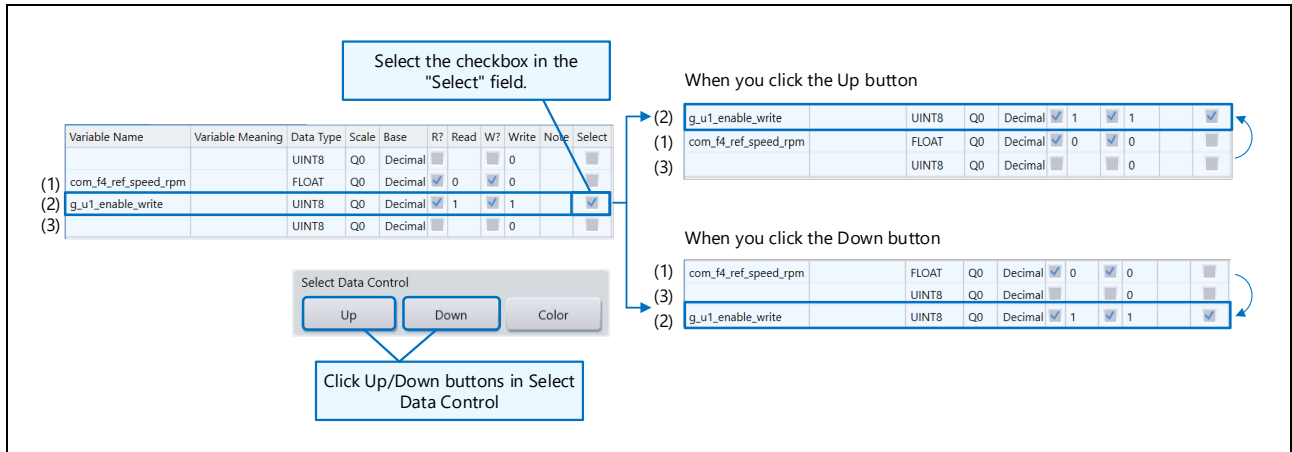 Select the checkbox in the
"Select" field.
Variable Name Variable Meaning Data Type Scale Base R? Read W? Write Note Select
UINT8 Q0 Decimal 0
(1) com_f4_ref_speed_rpm FLOAT Q0 Decimal 0 0
(2) g_u1_enable_write UINT8 Q0 Decimal 1 1
(3) UINT8 Q0 Decimal 0
Select Data Control
Up Down Color
Click Up/Down buttons in Select
Data Control
When you click the Up button
(2) g_u1_enable_write UINT8 Q0 Decimal 1 1
(1) com_f4_ref_speed_rpm FLOAT Q0 Decimal 0 0
(3) UINT8 Q0 Decimal 0
When you click the Down button
(1) com_f4_ref_speed_rpm FLOAT Q0 Decimal 0 0
(3) UINT8 Q0 Decimal 0
(2) g_u1_enable_write UINT8 Q0 Decimal 1 1